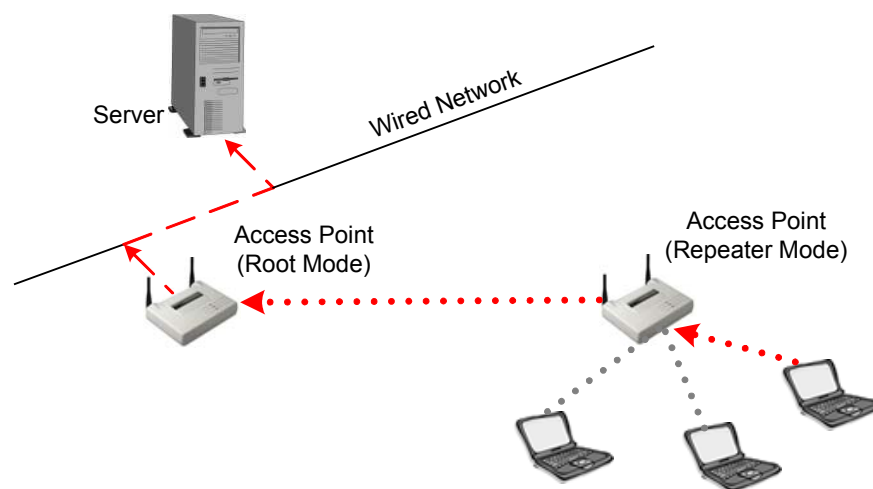 Server
Wired Network
Access Point
(Root Mode)
Access Point
(Repeater Mode)